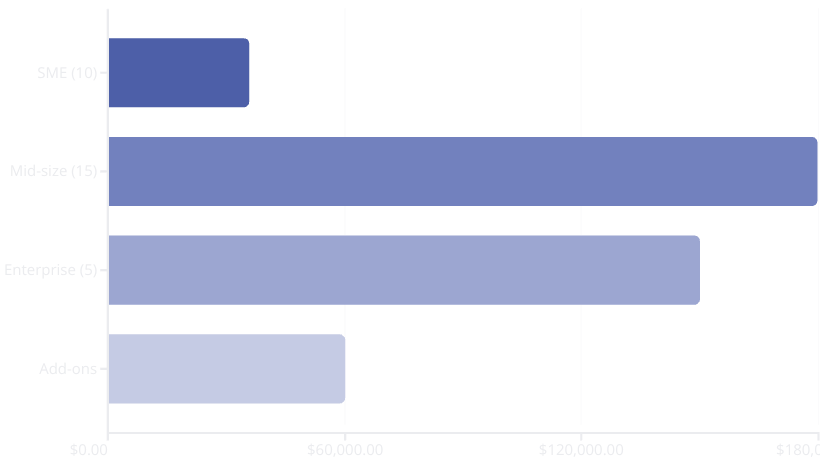 SME (10)
Mid-size (15)
Enterprise (5)
Add-ons
$0.00 $60,000.00 $120,000.00